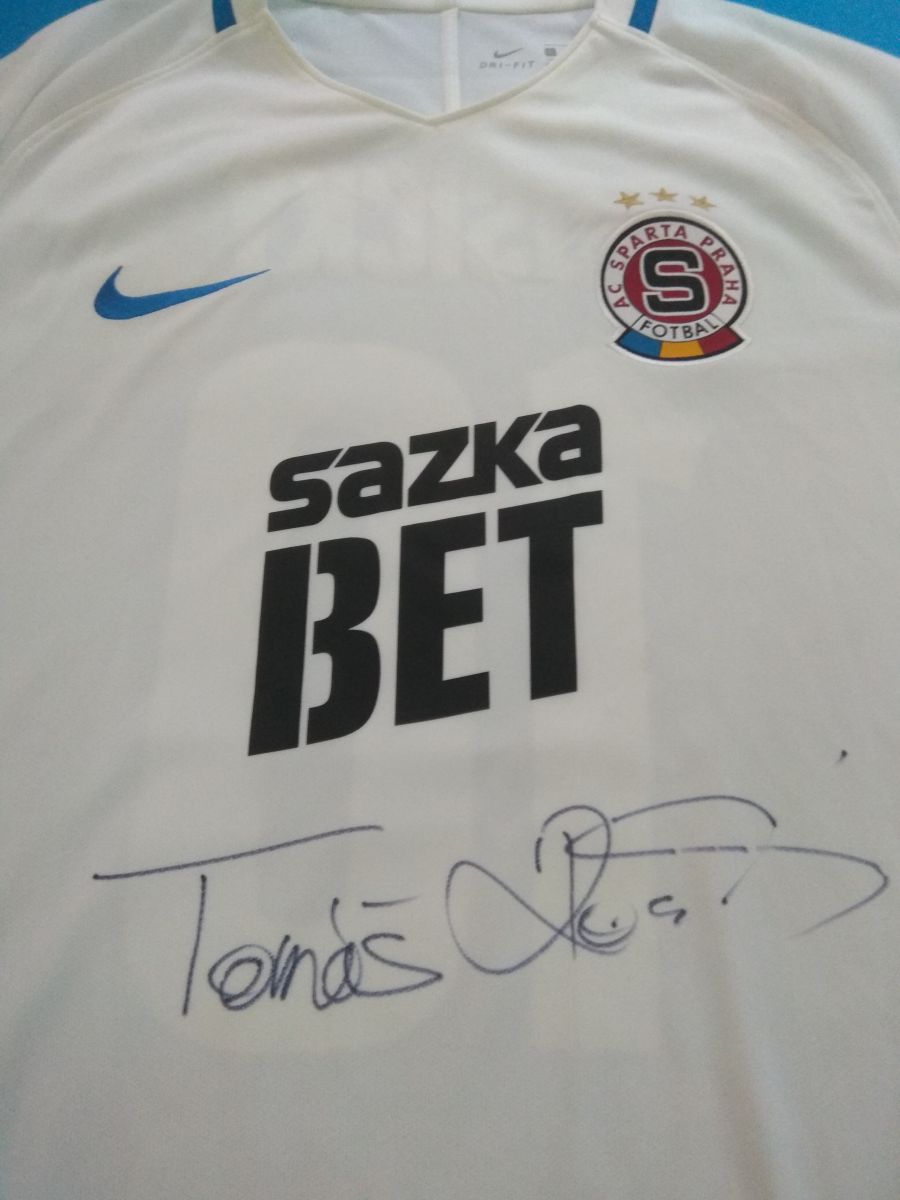 DRI-FIT
AC SPARTA PRAHA
S
FOTBAL
sazka
BET
Tomáš